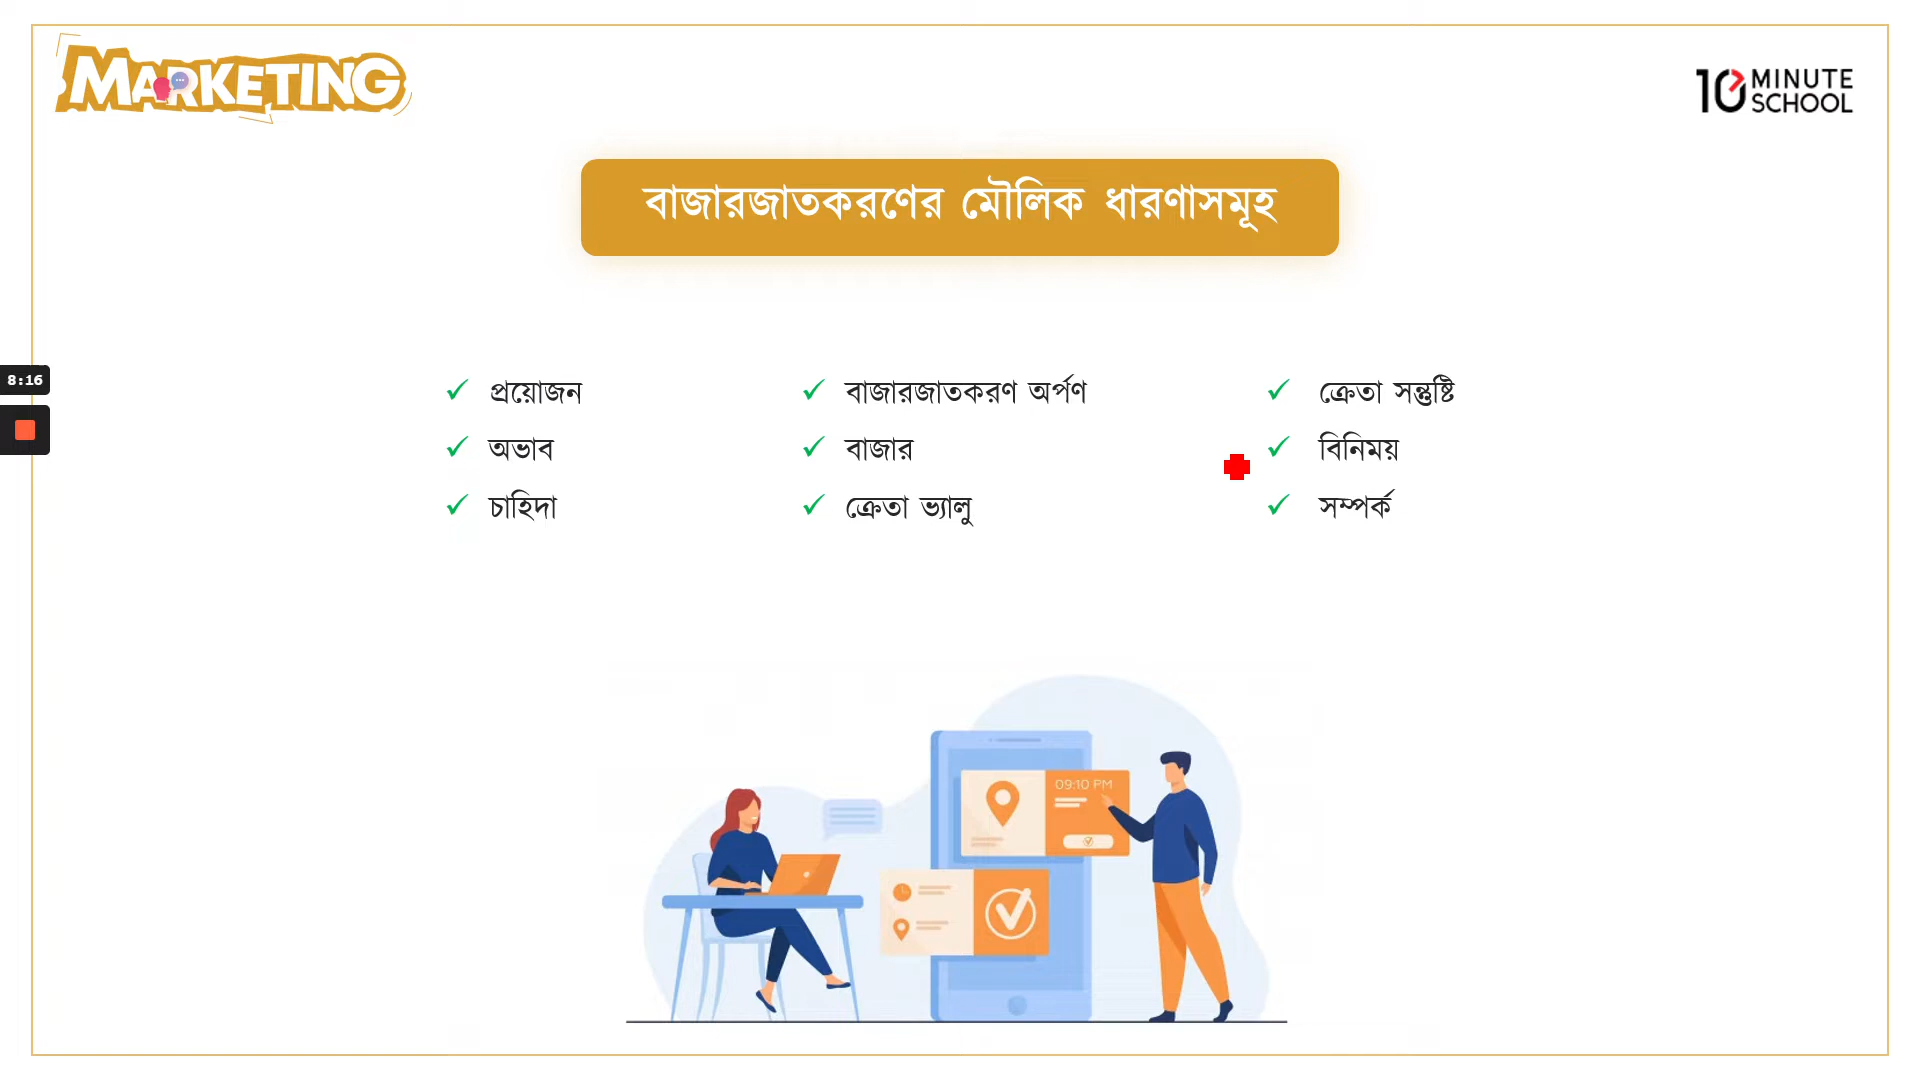 MARKETING
10 MINUTE SCHOOL
বাজারজাতকরণের মৌলিক ধারণাসমূহ
8:16
✓ প্রয়োজন
✓ অভাব
✓ চাহিদা
✓ বাজারজাতকরণ অর্পণ
✓ বাজার
✓ ক্রেতা ভ্যালু
✓ ক্রেতা সন্তুষ্টি
✓ বিনিময়
✓ সম্পর্ক
09:10 PM